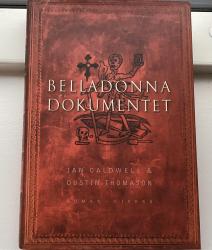 BELLADONNA
DOKUMENTET
IAN CALDWELL &
DUSTIN THOMASON
ROMAN